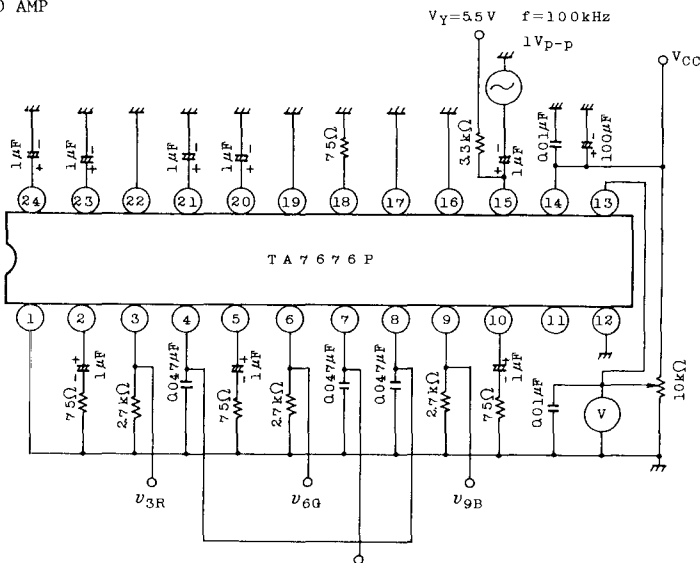 O AMP
VY=5.5V f=100kHz
1Vp-p
VCC
1μF
1μF
1μF
1μF
75Ω
3.3kΩ
1μF
0.01μF
100μF
24 23 22 21 20 19 18 17 16 15 14 13
TA7676P
1 2 3 4 5 6 7 8 9 10 11 12
1μF
75Ω
2.7kΩ
0.047μF
1μF
75Ω
2.7kΩ
0.047μF
0.047μF
2.7kΩ
1μF
75Ω
0.01μF
V
10kΩ
v3R v6G v9B